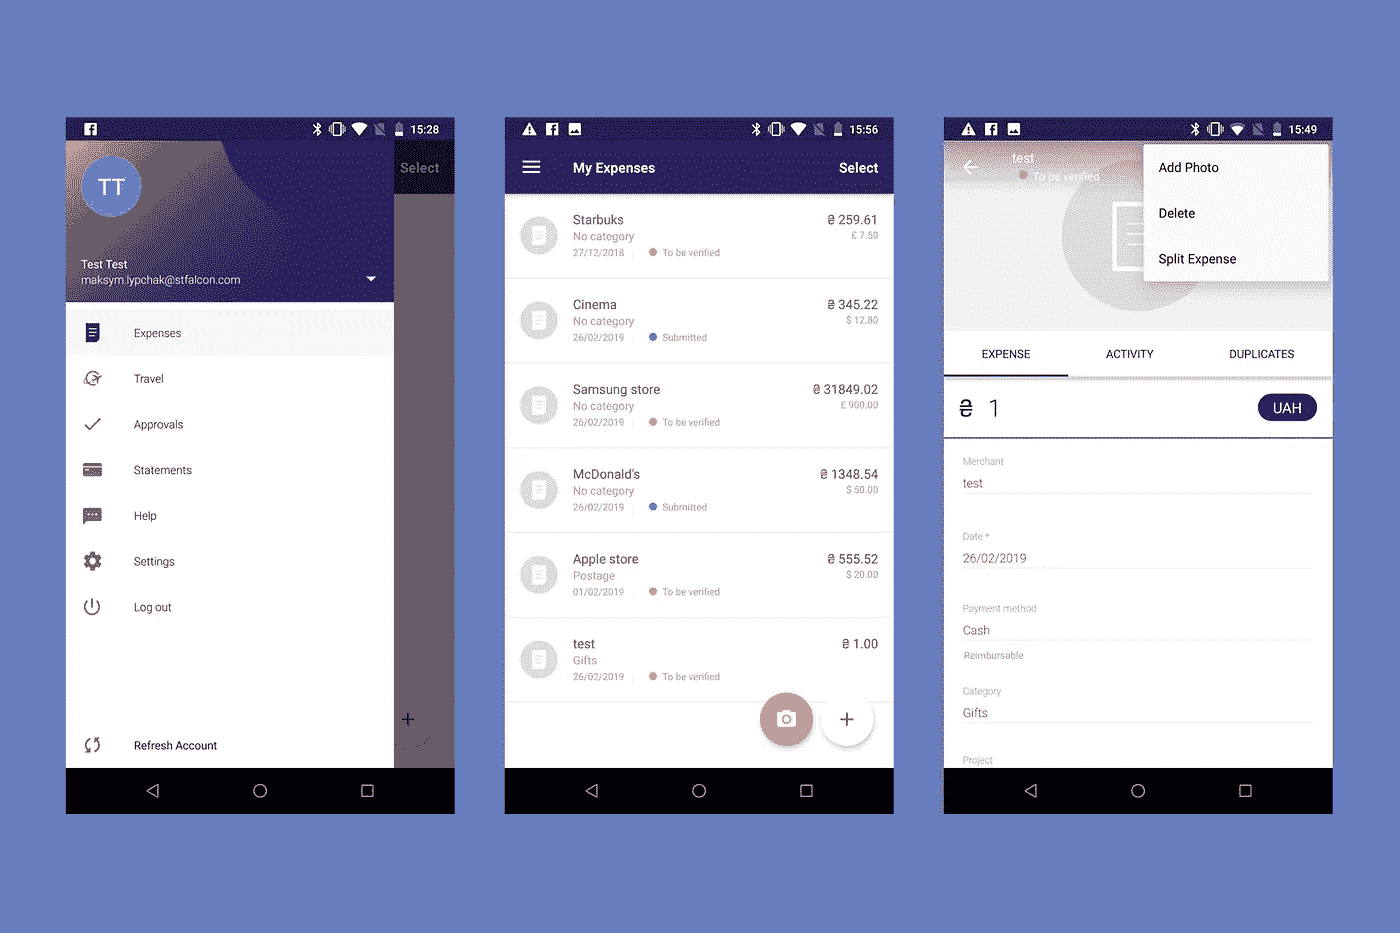 15:28
Select
TT
Test Test
maksym.lypchak@stfalcon.com
Expenses
Travel
Approvals
Statements
Help
Settings
Log out
Refresh Account
15:56
My Expenses
Select
Starbuks
₴ 259.61
No category
£ 7.50
27/12/2018
To be verified
Cinema
₴ 345.22
No category
$ 12.80
26/02/2019
Submitted
Samsung store
₴ 31849.02
No category
£ 900.00
26/02/2019
To be verified
McDonald's
₴ 1348.54
No category
$ 50.00
26/02/2019
Submitted
Apple store
₴ 555.52
Postage
$ 20.00
01/02/2019
To be verified
test
₴ 1.00
Gifts
26/02/2019
To be verified
15:49
test
To be verified
Add Photo
Delete
Split Expense
EXPENSE
ACTIVITY
DUPLICATES
₴ 1
UAH
Merchant
test
Date *
26/02/2019
Payment method
Cash
Reimbursable
Category
Gifts
Project